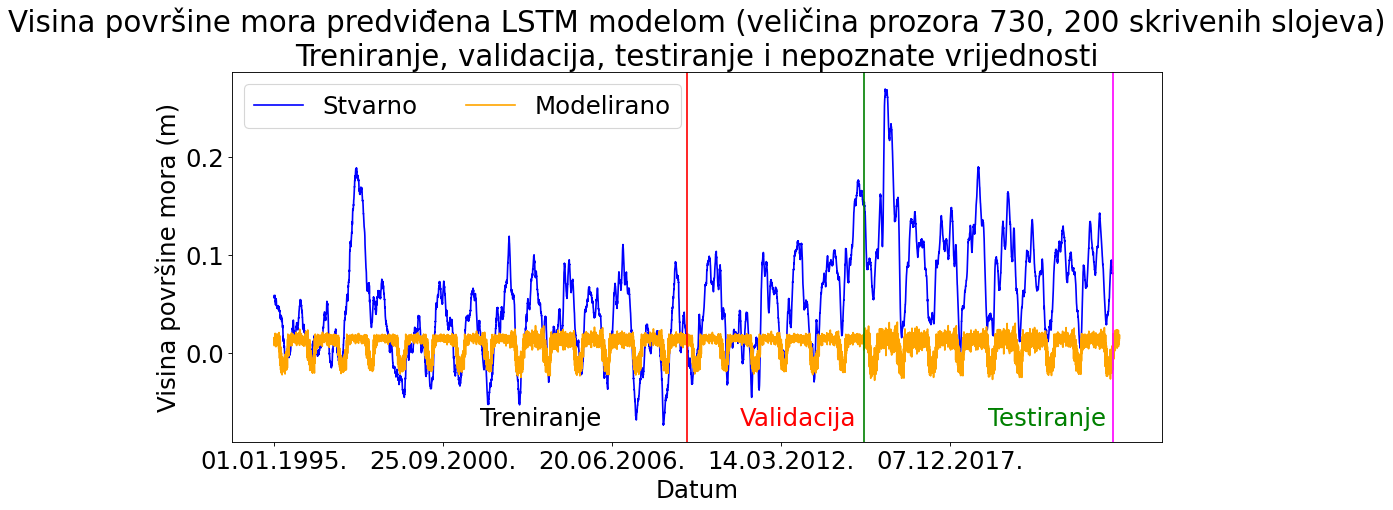 Visina površine mora predviđena LSTM modelom (veličina prozora 730, 200 skrivenih slojeva)
Treniranje, validacija, testiranje i nepoznate vrijednosti
Stvarno Modelirano
Visina površine mora (m)
0.2
0.1
0.0
Treniranje Validacija Testiranje
01.01.1995. 25.09.2000. 20.06.2006. 14.03.2012. 07.12.2017.
Datum